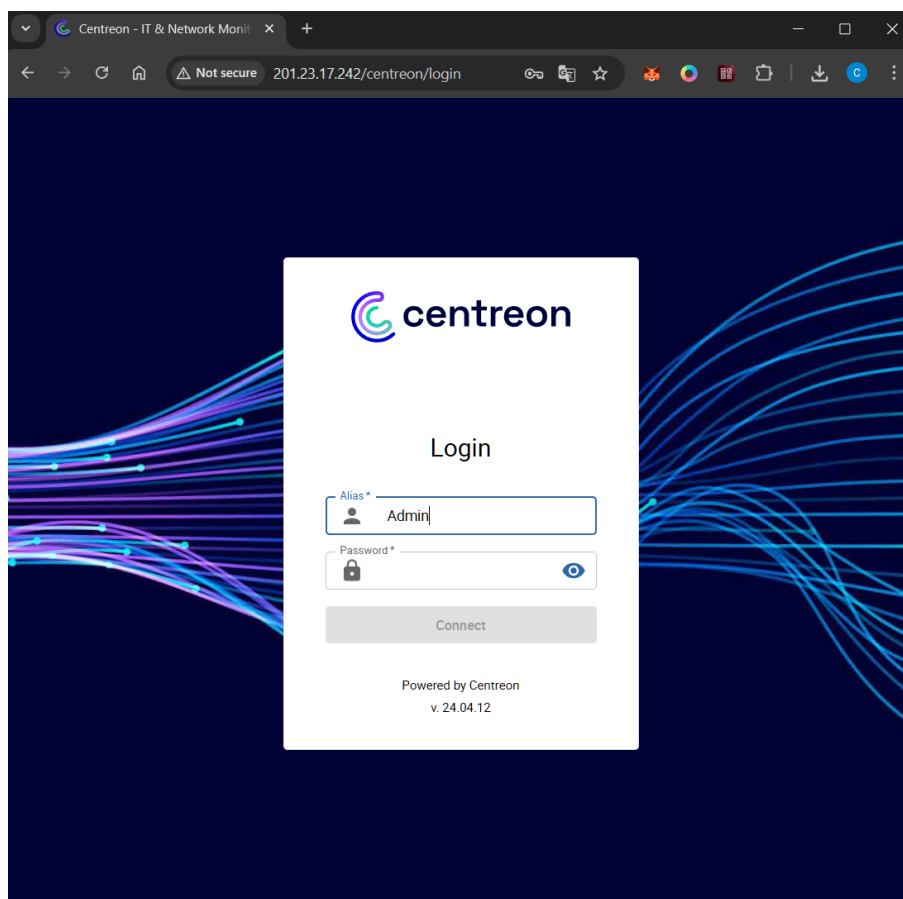 Centreon - IT & Network Monit
Not secure 201.23.17.242/centreon/login
C
centreon
Login
Alias *
Admin
Password *
Connect
Powered by Centreon
v. 24.04.12